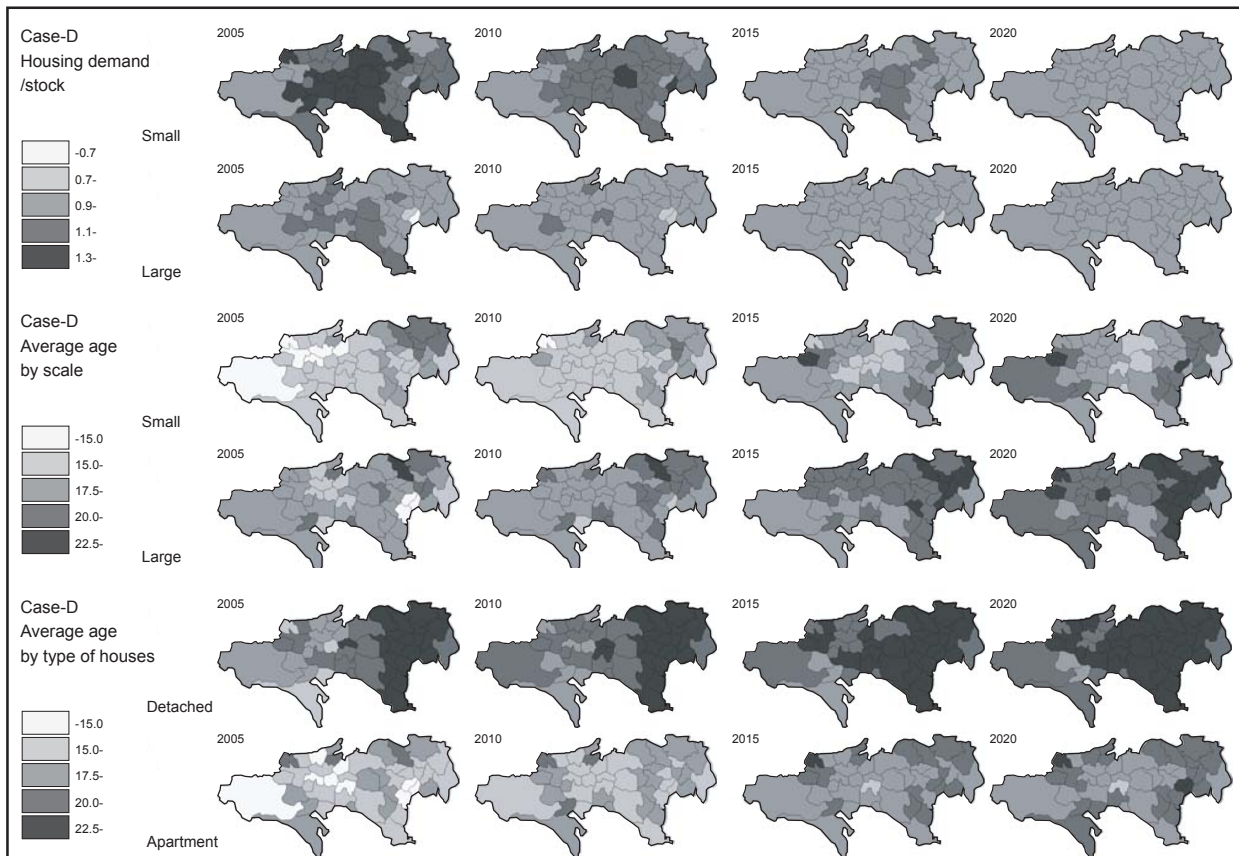 Case-D
Housing demand
/stock
-0.7
0.7-
0.9-
1.1-
1.3-
2005
2010
2015
2020
Small
2005
2010
2015
2020
Large
Case-D
Average age
by scale
-15.0
15.0-
17.5-
20.0-
22.5-
2005
2010
2015
2020
Small
2005
2010
2015
2020
Large
Case-D
Average age
by type of houses
-15.0
15.0-
17.5-
20.0-
22.5-
2005
2010
2015
2020
Detached
2005
2010
2015
2020
Apartment